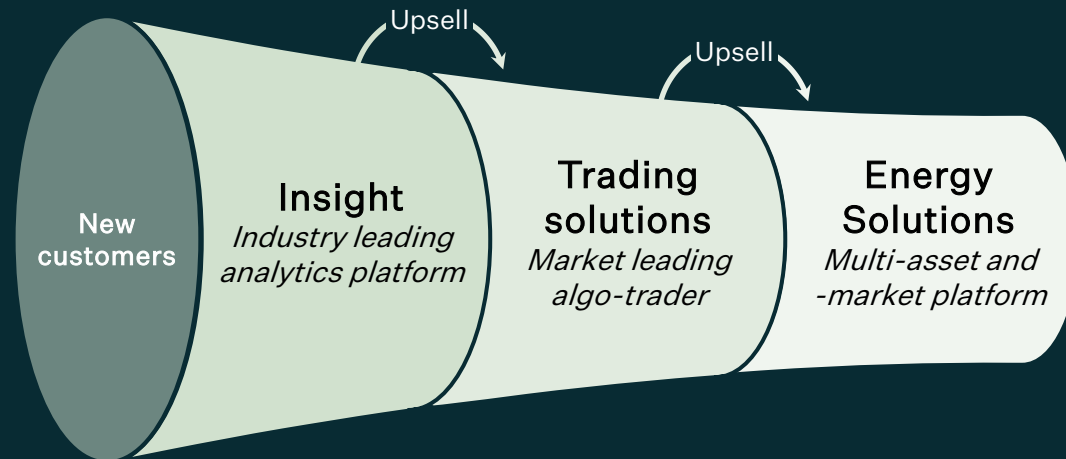 Upsell
Upsell
New
customers
Insight
Industry leading
analytics platform
Trading
solutions
Market leading
algo-trader
Energy
Solutions
Multi-asset and
-market platform